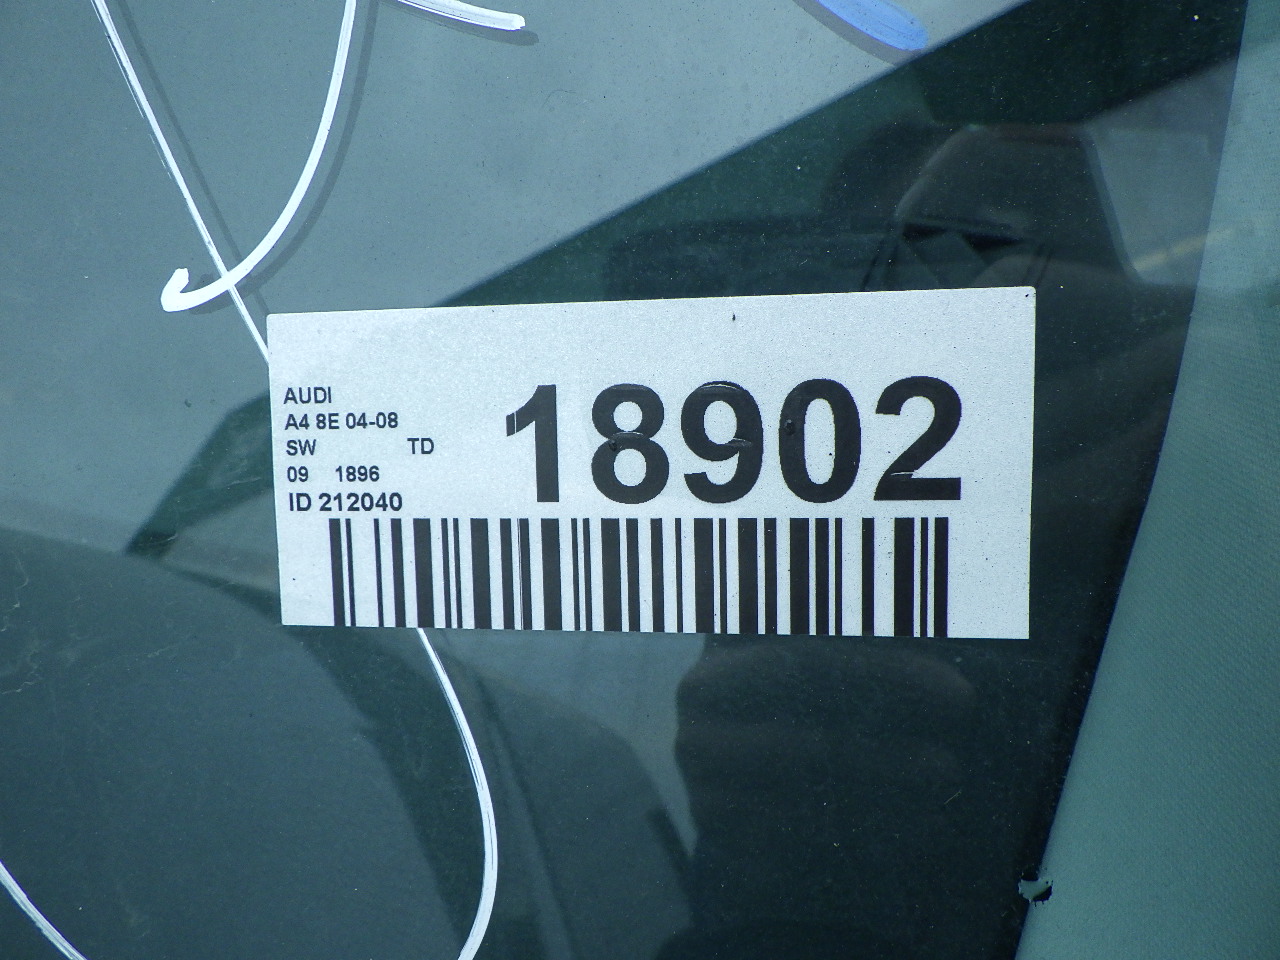 AUDI
A4 8E 04-08
SW TD
09 1896
ID 212040
18902